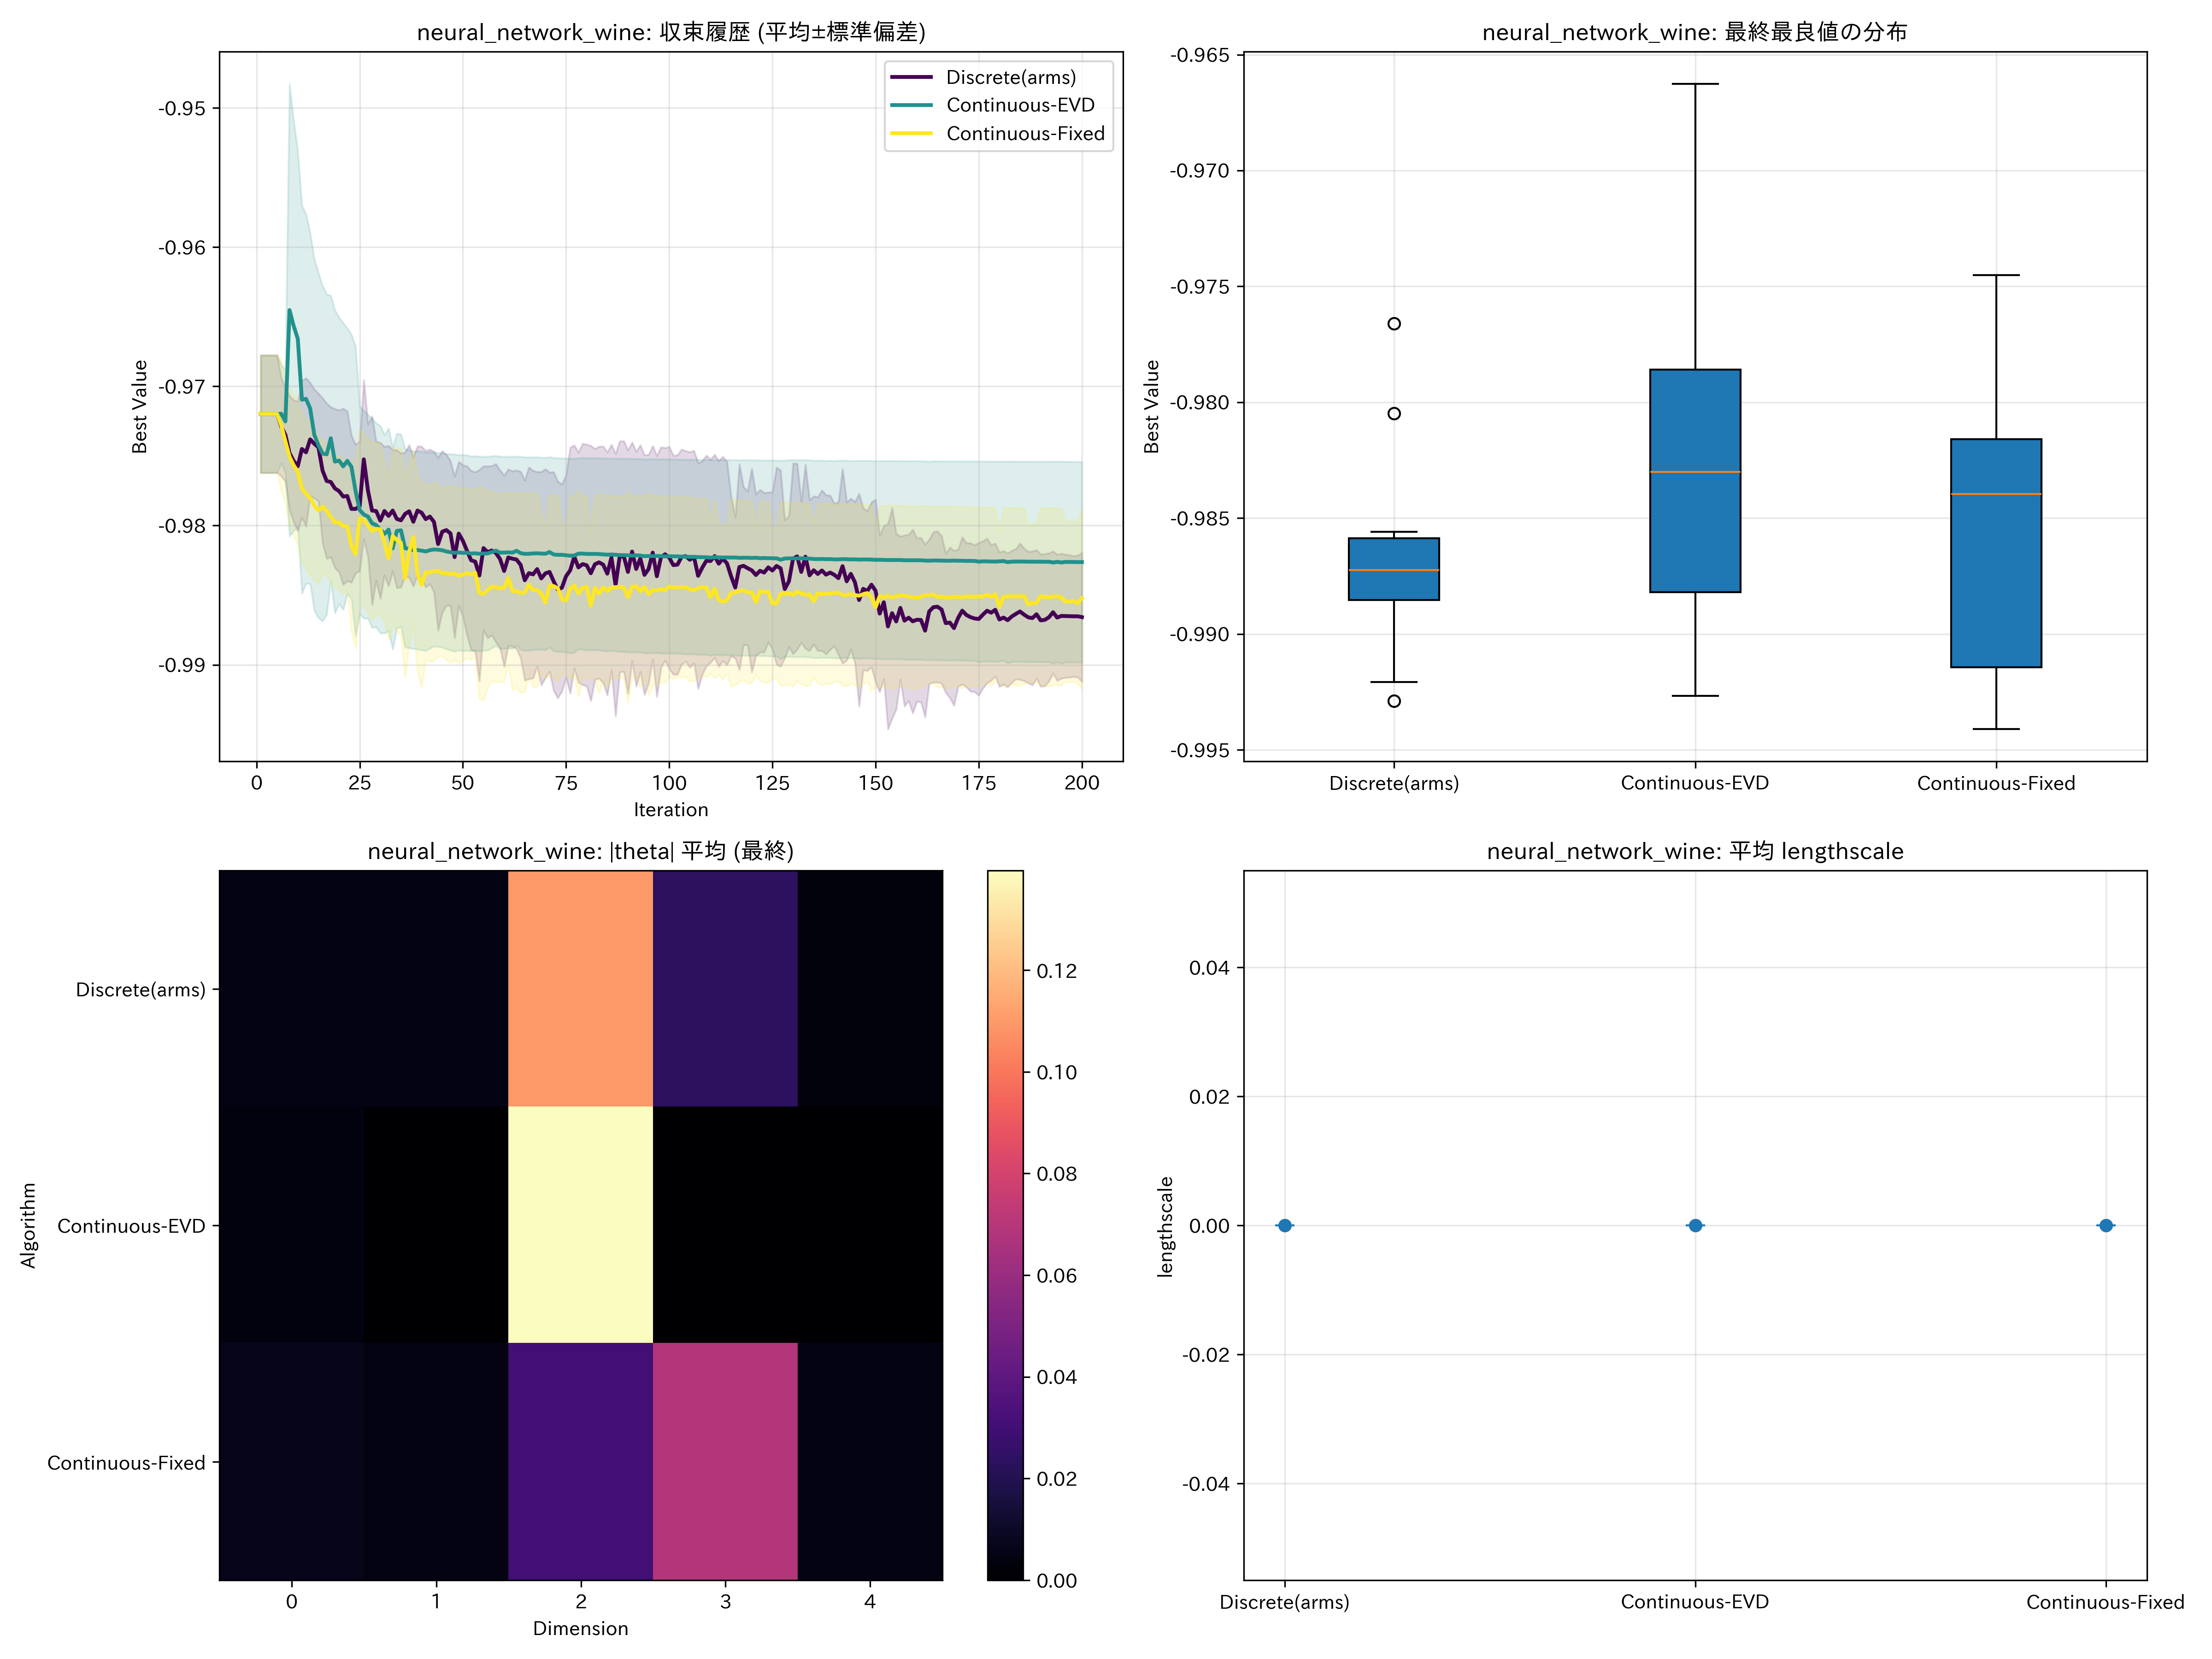 neural_network_wine: 収束履歴 (平均±標準偏差)
Best Value
-0.95
-0.96
-0.97
-0.98
-0.99
Discrete(arms)
Continuous-EVD
Continuous-Fixed
0 25 50 75 100 125 150 175 200
Iteration
neural_network_wine: 最終最良値の分布
Best Value
-0.965
-0.970
-0.975
-0.980
-0.985
-0.990
-0.995
Discrete(arms) Continuous-EVD Continuous-Fixed
neural_network_wine: |theta| 平均 (最終)
Algorithm
Discrete(arms)
Continuous-EVD
Continuous-Fixed
0 1 2 3 4
Dimension
0.12
0.10
0.08
0.06
0.04
0.02
0.00
neural_network_wine: 平均 lengthscale
lengthscale
0.04
0.02
0.00
-0.02
-0.04
Discrete(arms) Continuous-EVD Continuous-Fixed